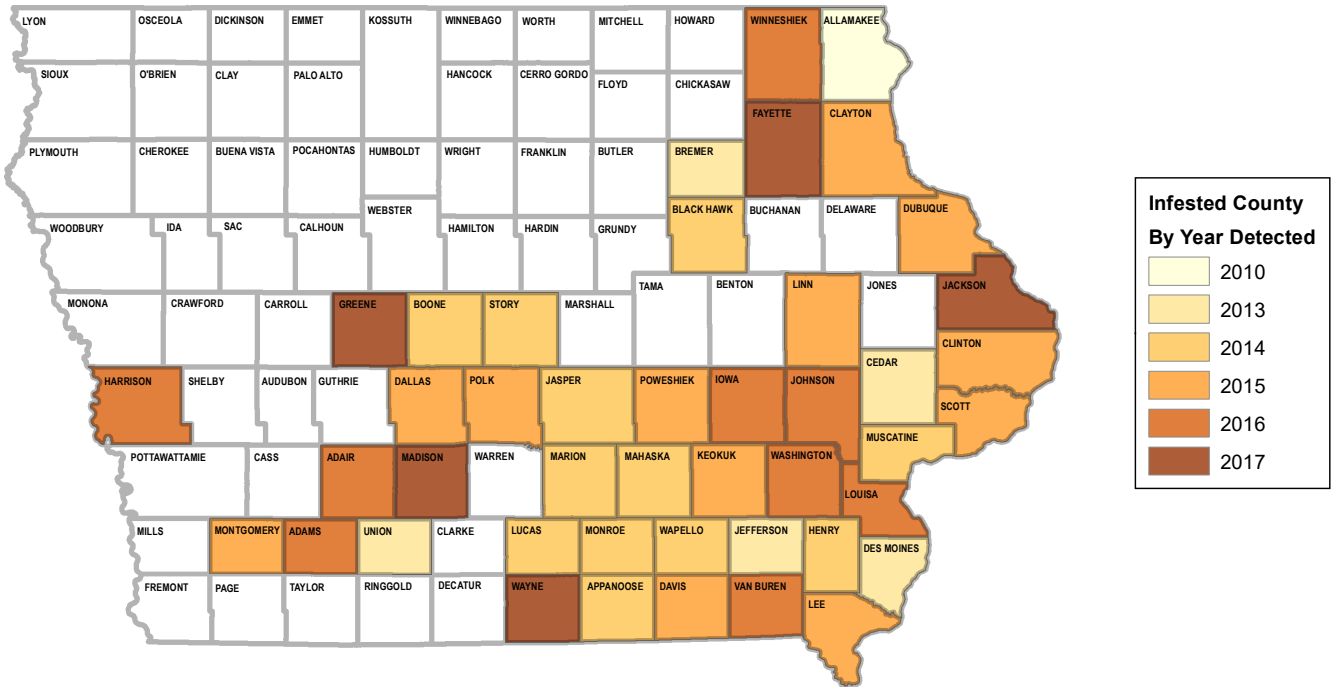 LYON
OSCEOLA
DICKINSON
EMMET
KOSSUTH
WINNEBAGO
WORTH
MITCHELL
HOWARD
WINNESHIEK
ALLAMAKEE
SIOUX
O'BRIEN
CLAY
PALO ALTO
HANCOCK
CERRO GORDO
FLOYD
CHICKASAW
FAYETTE
CLAYTON
PLYMOUTH
CHEROKEE
BUENA VISTA
POCAHONTAS
HUMBOLDT
WRIGHT
FRANKLIN
BUTLER
BREMER
WOODBURY
IDA
SAC
CALHOUN
WEBSTER
HAMILTON
HARDIN
GRUNDY
BLACK HAWK
BUCHANAN
DELAWARE
DUBUQUE
MONONA
CRAWFORD
CARROLL
GREENE
BOONE
STORY
MARSHALL
TAMA
BENTON
LINN
JONES
JACKSON
CLINTON
HARRISON
SHELBY
AUDUBON
GUTHRIE
DALLAS
POLK
JASPER
POWESHIEK
IOWA
JOHNSON
CEDAR
SCOTT
MUSCATINE
POTTAWATTAMIE
CASS
ADAIR
MADISON
WARREN
MARION
MAHASKA
KEOKUK
WASHINGTON
LOUISA
MILLS
MONTGOMERY
ADAMS
UNION
CLARKE
LUCAS
MONROE
WAPELLO
JEFFERSON
HENRY
DES MOINES
FREMONT
PAGE
TAYLOR
RINGGOLD
DECATUR
WAYNE
APPANOOSE
DAVIS
VAN BUREN
LEE
Infested County
By Year Detected
2010
2013
2014
2015
2016
2017